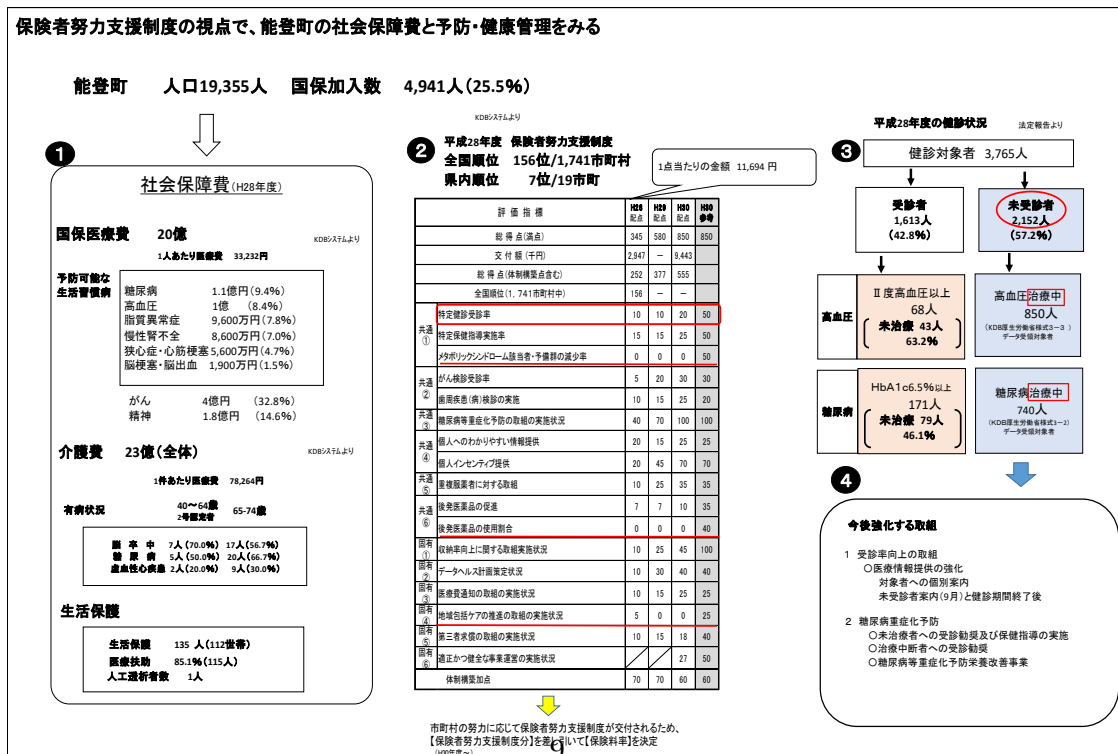 保険者努力支援制度の視点で、能登町の社会保障費と予防・健康管理をみる
能登町 人口19,355人 国保加入数 4,941人(25.5%)
❶
社会保障費(H28年度)
国保医療費 20億 KDBシステムより
1人あたり医療費 33,232円
予防可能な
生活習慣病
糖尿病 1.1億円(9.4%)
高血圧 1億 (8.4%)
脂質異常症 9,600万円(7.8%)
慢性腎不全 8,600万円(7.0%)
狭心症・心筋梗塞 5,600万円(4.7%)
脳梗塞・脳出血 1,900万円(1.5%)
がん 4億円 (32.8%)
精神 1.8億円 (14.6%)
介護費 23億(全体) KDBシステムより
1件あたり医療費 78,264円
有病状況 40～64歳 65-74歳
2号認定者
脳卒中 7人(70.0%) 17人(56.7%)
糖尿病 5人(50.0%) 20人(66.7%)
虚血性心疾患 2人(20.0%) 9人(30.0%)
生活保護
生活保護 135 人(112世帯)
医療扶助 85.1%(115人)
人工透析者数 1人
KDBシステムより
❷ 平成28年度 保険者努力支援制度
全国順位 156位/1,741市町村
県内順位 7位/19市町
1点当たりの金額 11,694 円
評 価 指 標 H28配点 H29配点 H30配点 H30参考
総 得 点(満点) 345 580 850 850
交 付 額 (千円) 2,947 － 9,443
総 得 点(体制構築点含む) 252 377 555
全国順位(1,741市町村中) 156 － －
共通① 特定健診受診率 10 10 20 50
特定保健指導実施率 15 15 25 50
メタボリックシンドローム該当者・予備群の減少率 0 0 0 50
共通② がん検診受診率 5 20 30 30
歯周疾患(病)検診の実施 10 15 25 20
共通③ 糖尿病等重症化予防の取組の実施状況 40 70 100 100
共通④ 個人へのわかりやすい情報提供 20 15 25 25
個人インセンティブ提供 20 45 70 70
共通⑤ 重複服薬者に対する取組 10 25 35 35
共通⑥ 後発医薬品の促進 7 7 10 35
後発医薬品の使用割合 0 0 0 40
固有① 収納率向上に関する取組実施状況 10 25 45 100
固有② データヘルス計画策定状況 10 30 40 40
固有③ 医療費通知の取組の実施状況 10 15 25 25
固有④ 地域包括ケアの推進の取組の実施状況 5 0 0 25
固有⑤ 第三者求償の取組の実施状況 10 15 18 40
固有⑥ 適正かつ健全な事業運営の実施状況 27 50
体制構築加点 70 70 60 60
市町村の努力に応じて保険者努力支援制度が交付されるため、
【保険者努力支援制度分】を差し引いて【保険料率】を決定
9
平成28年度の健診状況 法定報告より
❸ 健診対象者 3,765人
受診者
1,613人
(42.8%)
未受診者
2,152人
(57.2%)
高血圧
Ⅱ度高血圧以上
68人
未治療 43人
63.2%
高血圧治療中
850人
(KDB厚生労働省様式3－3)
データ受領対象者
糖尿病
HbA1c6.5%以上
171人
未治療 79人
46.1%
糖尿病治療中
740人
(KDB厚生労働省様式3-2)
データ受領対象者
❹
今後強化する取組
1 受診率向上の取組
○医療情報提供の強化
対象者への個別案内
未受診者案内(9月)と健診期間終了後
2 糖尿病重症化予防
○未治療者への受診勧奨及び保健指導の実施
○治療中断者への受診勧奨
○糖尿病等重症化予防栄養改善事業